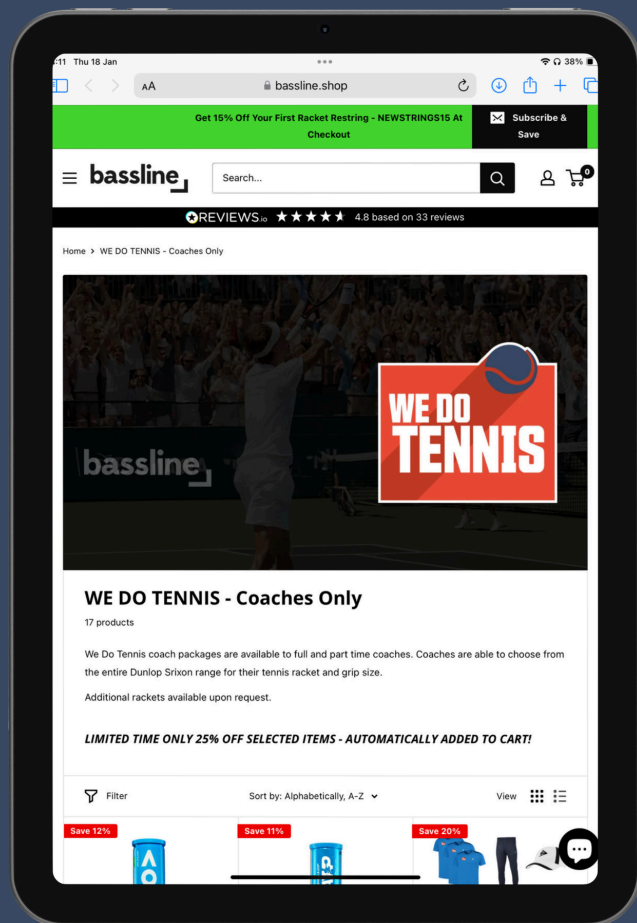 :11 Thu 18 Jan
38%
AA
bassline.shop
Get 15% Off Your First Racket Restring - NEWSTRINGS15 At
Checkout
Subscribe &
Save
bassline
Search...
0
REVIEWS.io
4.8 based on 33 reviews
Home > WE DO TENNIS - Coaches Only
WE DO
TENNIS
bassline
WE DO TENNIS - Coaches Only
17 products
We Do Tennis coach packages are available to full and part time coaches. Coaches are able to choose from
the entire Dunlop Srixon range for their tennis racket and grip size.
Additional rackets available upon request.
LIMITED TIME ONLY 25% OFF SELECTED ITEMS - AUTOMATICALLY ADDED TO CART!
Filter
Sort by: Alphabetically, A-Z
View
Save 12%
Save 11%
Save 20%
AO